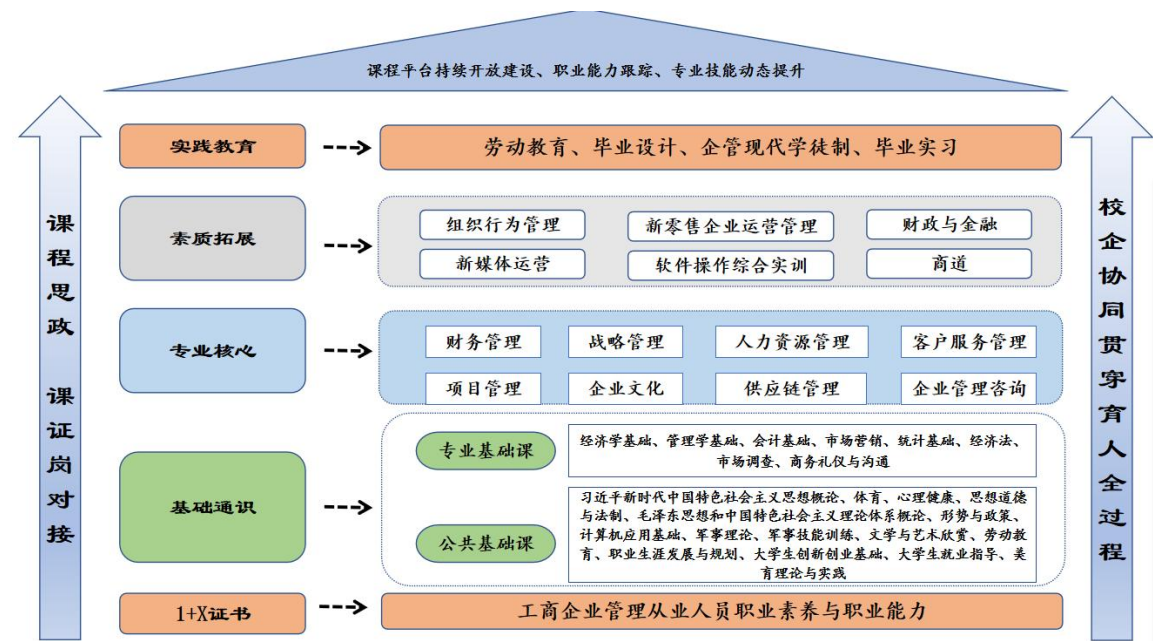 课程平台持续开放建设、职业能力跟踪、专业技能动态提升
课程思政 课证岗对接
实践教育
劳动教育、毕业设计、企管现代学徒制、毕业实习
素质拓展
组织行为管理
新零售企业运营管理
财政与金融
新媒体运营
软件操作综合实训
商道
专业核心
财务管理
战略管理
人力资源管理
客户服务管理
项目管理
企业文化
供应链管理
企业管理咨询
基础通识
专业基础课
经济学基础、管理学基础、会计基础、市场营销、统计基础、经济法、
市场调查、商务礼仪与沟通
公共基础课
习近平新时代中国特色社会主义思想概论、体育、心理健康、思想道德
与法制、毛泽东思想和中国特色社会主义理论体系概论、形势与政策、
计算机应用基础、军事理论、军事技能训练、文学与艺术欣赏、劳动教
育、职业生涯发展与规划、大学生创新创业基础、大学生就业指导、美
育理论与实践
1+X证书
工商企业管理从业人员职业素养与职业能力
校企协同贯穿育人全过程